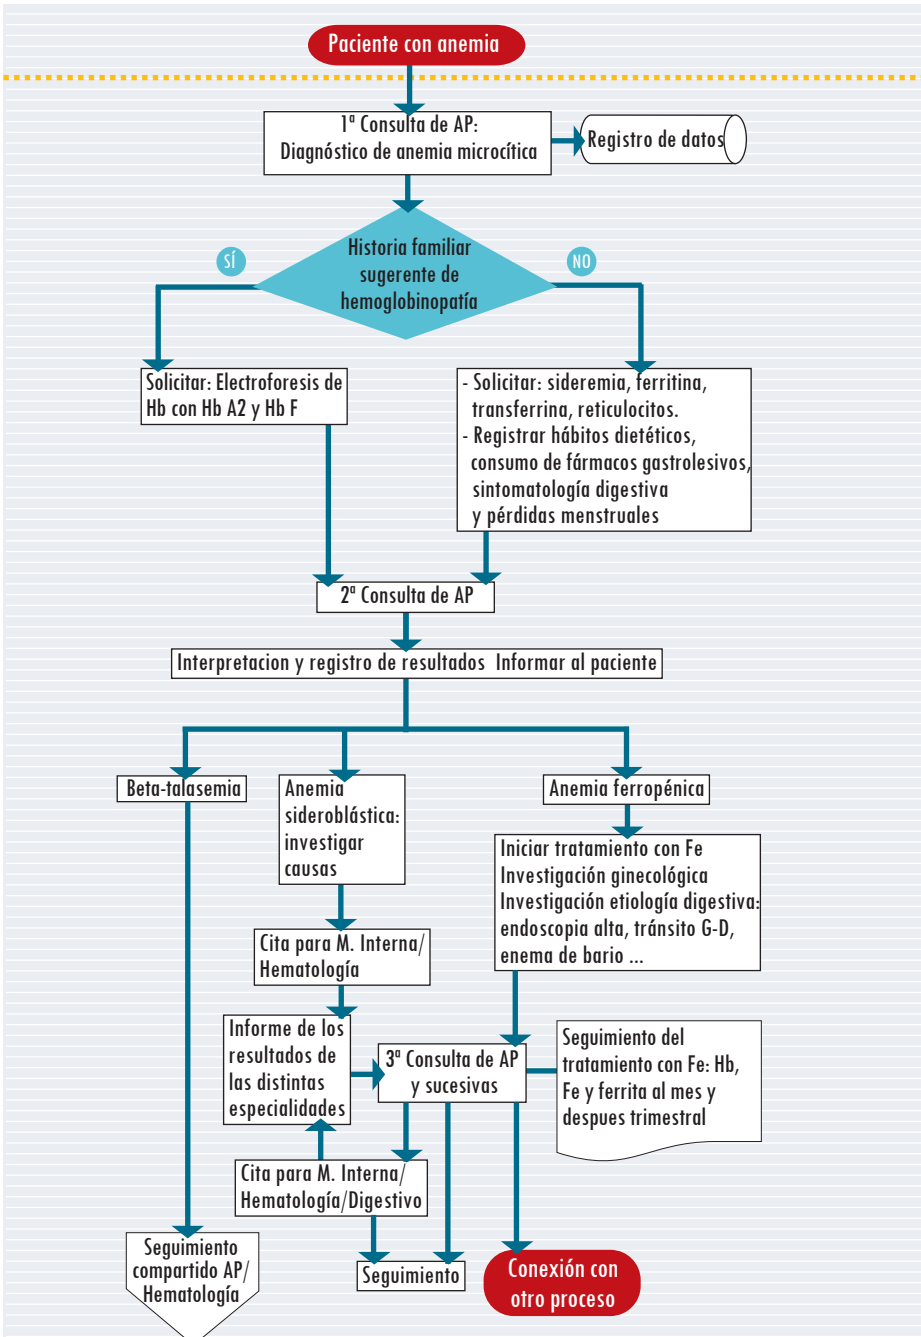 Paciente con anemia
1ª Consulta de AP:
Diagnóstico de anemia microcítica
Registro de datos
Historia familiar
sugerente de
hemoglobinopatía
SÍ
NO
Solicitar: Electroforesis de
Hb con Hb A2 y Hb F
- Solicitar: sideremia, ferritina,
transferrina, reticulocitos.
- Registrar hábitos dietéticos,
consumo de fármacos gastrolesivos,
sintomatología digestiva
y pérdidas menstruales
2ª Consulta de AP
Interpretacion y registro de resultados Informar al paciente
Beta-talasemia
Anemia
sideroblástica:
investigar
causas
Anemia ferropénica
Iniciar tratamiento con Fe
Investigación ginecológica
Investigación etiología digestiva:
endoscopia alta, tránsito G-D,
enema de bario ...
Cita para M. Interna/
Hematología
Informe de los
resultados de
las distintas
especialidades
3ª Consulta de AP
y sucesivas
Seguimiento del
tratamiento con Fe: Hb,
Fe y ferrita al mes y
despues trimestral
Cita para M. Interna/
Hematología/Digestivo
Seguimiento
compartido AP/
Hematología
Seguimiento
Conexión con
otro proceso